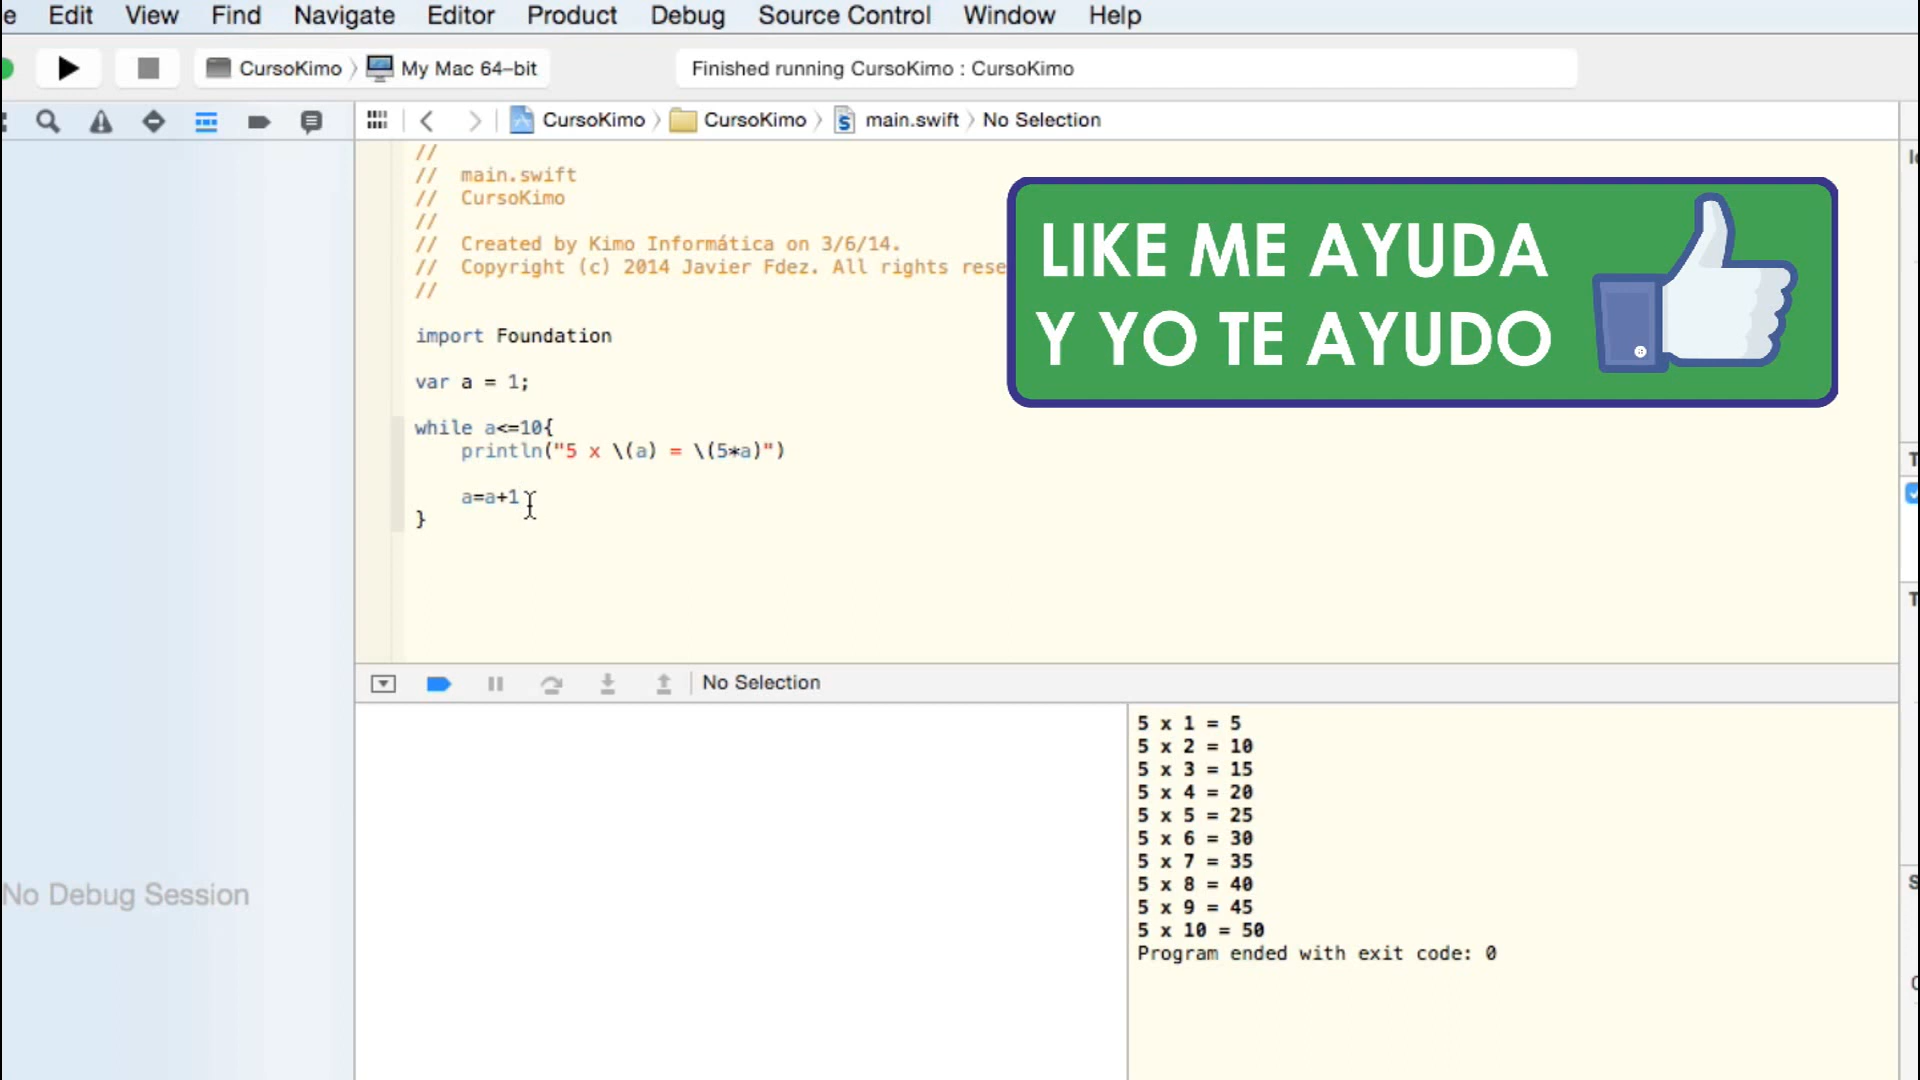 e Edit View Find Navigate Editor Product Debug Source Control Window Help
CursoKimo My Mac 64-bit
Finished running CursoKimo : CursoKimo
CursoKimo CursoKimo main.swift No Selection
//
// main.swift
// CursoKimo
//
// Created by Kimo Informática on 3/6/14.
// Copyright (c) 2014 Javier Fdez. All rights rese
//
import Foundation
var a = 1;
while a<=10{
println("5 x \(a) = \(5*a)")
a=a+1
}
LIKE ME AYUDA
Y YO TE AYUDO
No Selection
No Debug Session
5 x 1 = 5
5 x 2 = 10
5 x 3 = 15
5 x 4 = 20
5 x 5 = 25
5 x 6 = 30
5 x 7 = 35
5 x 8 = 40
5 x 9 = 45
5 x 10 = 50
Program ended with exit code: 0